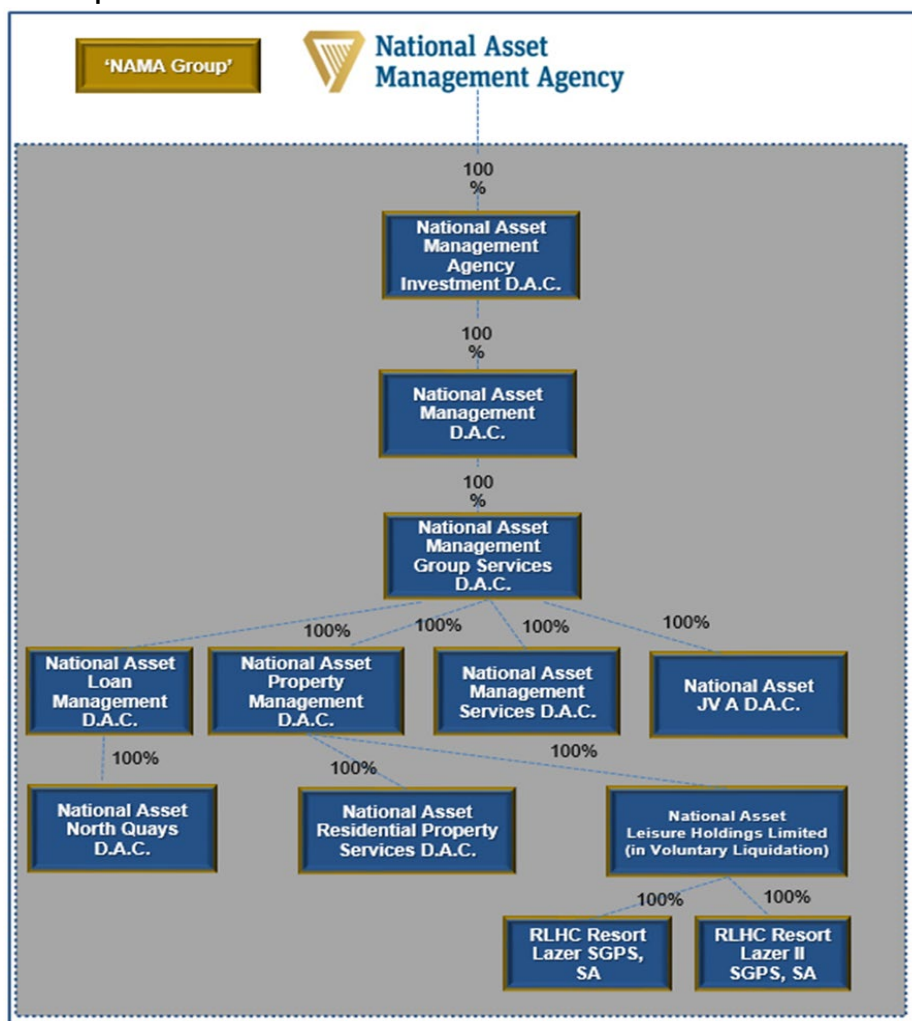 'NAMA Group'
National Asset
Management Agency
100
%
National Asset
Management
Agency
Investment D.A.C.
100
%
National Asset
Management
D.A.C.
100
%
National Asset
Management
Group Services
D.A.C.
100%
100%
100%
100%
National Asset
Loan
Management
D.A.C.
National Asset
Property
Management
D.A.C.
National Asset
Management
Services D.A.C.
National Asset
JV A D.A.C.
100%
100%
100%
National Asset
North Quays
D.A.C.
National Asset
Residential Property
Services D.A.C.
National Asset
Leisure Holdings Limited
(in Voluntary Liquidation)
100%
100%
RLHC Resort
Lazer SGPS,
SA
RLHC Resort
Lazer II
SGPS, SA